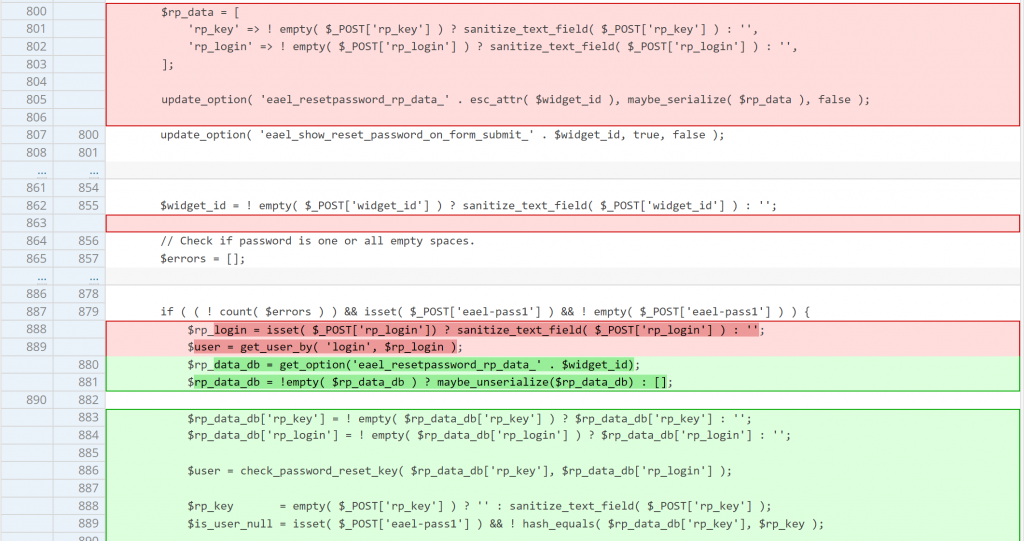 800 $rp_data = [
801 'rp_key' => ! empty( $_POST['rp_key'] ) ? sanitize_text_field( $_POST['rp_key'] ) : '',
802 'rp_login' => ! empty( $_POST['rp_login'] ) ? sanitize_text_field( $_POST['rp_login'] ) : '',
803 ];
804
805 update_option( 'eael_resetpassword_rp_data_' . esc_attr( $widget_id ), maybe_serialize( $rp_data ), false );
806
807 800 update_option( 'eael_show_reset_password_on_form_submit_' . $widget_id, true, false );
808 801
... ...
861 854
862 855 $widget_id = ! empty( $_POST['widget_id'] ) ? sanitize_text_field( $_POST['widget_id'] ) : '';
863
864 856 // Check if password is one or all empty spaces.
865 857 $errors = [];
... ...
886 878
887 879 if ( ( ! count( $errors ) ) && isset( $_POST['eael-pass1'] ) && ! empty( $_POST['eael-pass1'] ) ) {
888 $rp_login = isset( $_POST['rp_login']) ? sanitize_text_field( $_POST['rp_login'] ) : '';
889 $user = get_user_by( 'login', $rp_login );
880 $rp_data_db = get_option('eael_resetpassword_rp_data_' . $widget_id);
881 $rp_data_db = !empty( $rp_data_db ) ? maybe_unserialize($rp_data_db) : [];
890 882
883 $rp_data_db['rp_key'] = ! empty( $rp_data_db['rp_key'] ) ? $rp_data_db['rp_key'] : '';
884 $rp_data_db['rp_login'] = ! empty( $rp_data_db['rp_login'] ) ? $rp_data_db['rp_login'] : '';
885
886 $user = check_password_reset_key( $rp_data_db['rp_key'], $rp_data_db['rp_login'] );
887
888 $rp_key = empty( $_POST['rp_key'] ) ? '' : sanitize_text_field( $_POST['rp_key'] );
889 $is_user_null = isset( $_POST['eael-pass1'] ) && ! hash_equals( $rp_data_db['rp_key'], $rp_key );
890